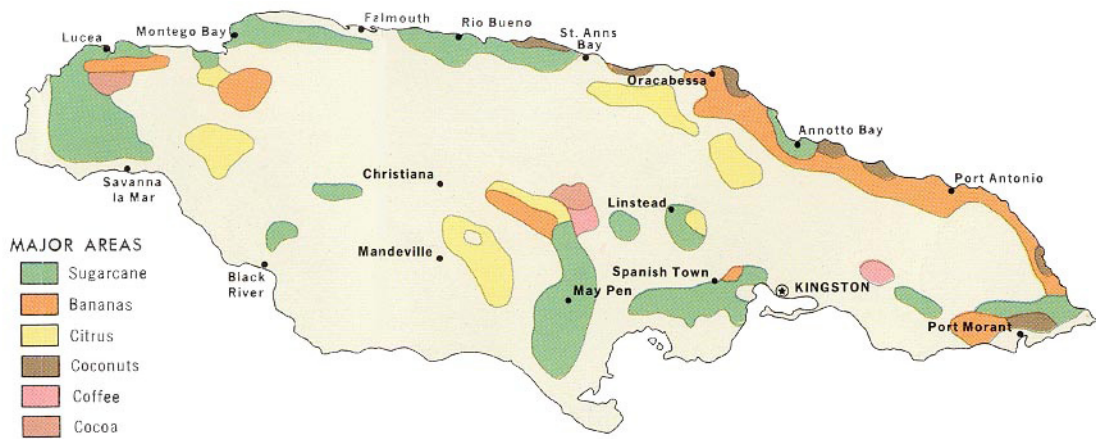 Falmouth
Rio Bueno
Montego Bay
Lucea
St. Anns
Bay
Oracabessa
Annotto Bay
Christiana
Port Antonio
Savanna
la Mar
Linstead
MAJOR AREAS
Mandeville
Sugarcane
Black
River
Spanish Town
KINGSTON
May Pen
Bananas
Port Morant
Citrus
Coconuts
Coffee
Cocoa